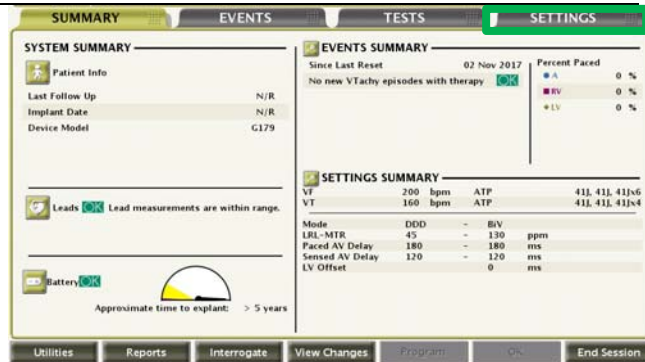 SUMMARY EVENTS TESTS SETTINGS
SYSTEM SUMMARY
Patient Info
Last Follow Up N/R
Implant Date N/R
Device Model G179
Leads OK Lead measurements are within range.
Battery OK
Approximate time to explant: > 5 years
EVENTS SUMMARY
Since Last Reset 02 Nov 2017
No new VTachy episodes with therapy OK
Percent Paced
A 0 %
RV 0 %
LV 0 %
SETTINGS SUMMARY
VF 200 bpm ATP 41J, 41J, 41Jx6
VT 160 bpm ATP 41J, 41J, 41Jx4
Mode DDD - BiV
LRL-MTR 45 - 130 ppm
Paced AV Delay 180 - 180 ms
Sensed AV Delay 120 - 120 ms
LV Offset 0 ms
Utilities Reports Interrogate View Changes Program OK End Session